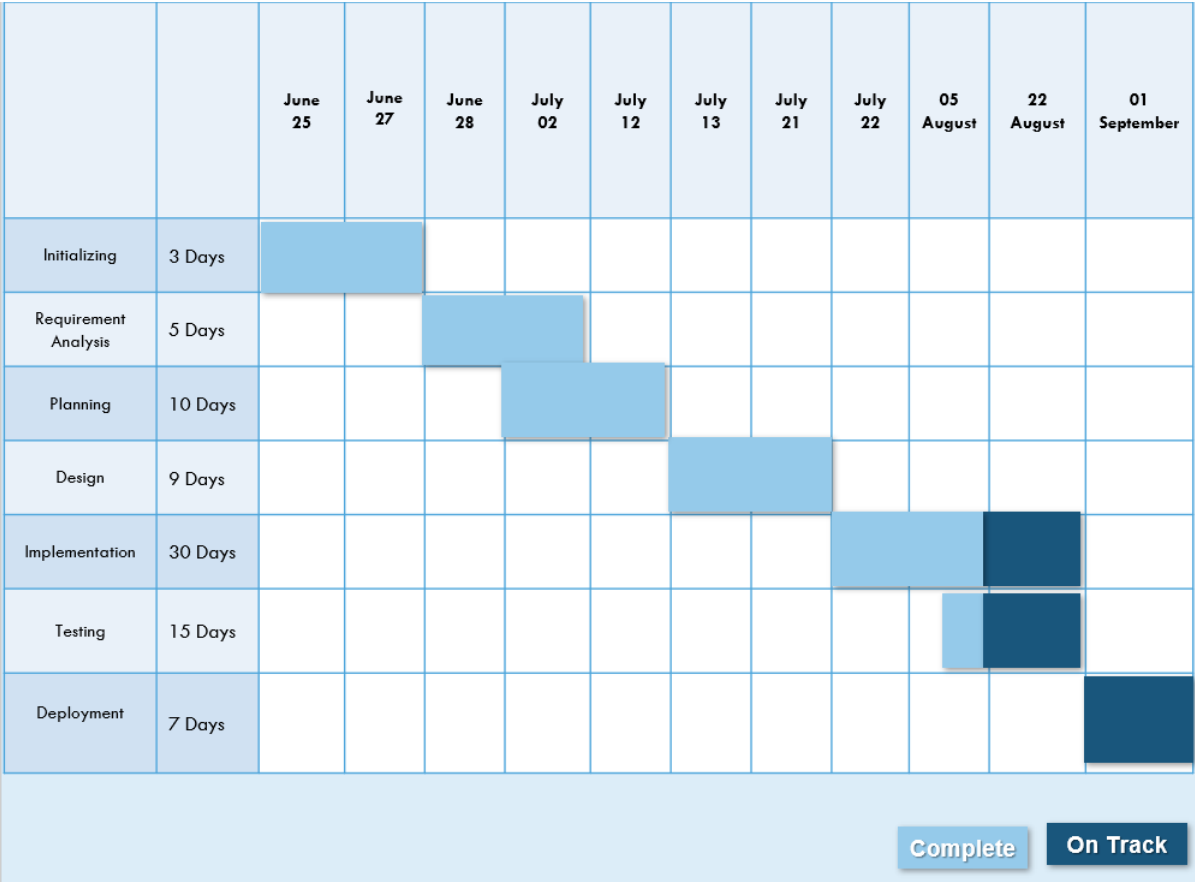 June
25
June
27
June
28
July
02
July
12
July
13
July
21
July
22
05
August
22
August
01
September
Initializing
3 Days
Requirement
Analysis
5 Days
Planning
10 Days
Design
9 Days
Implementation
30 Days
Testing
15 Days
Deployment
7 Days
Complete
On Track